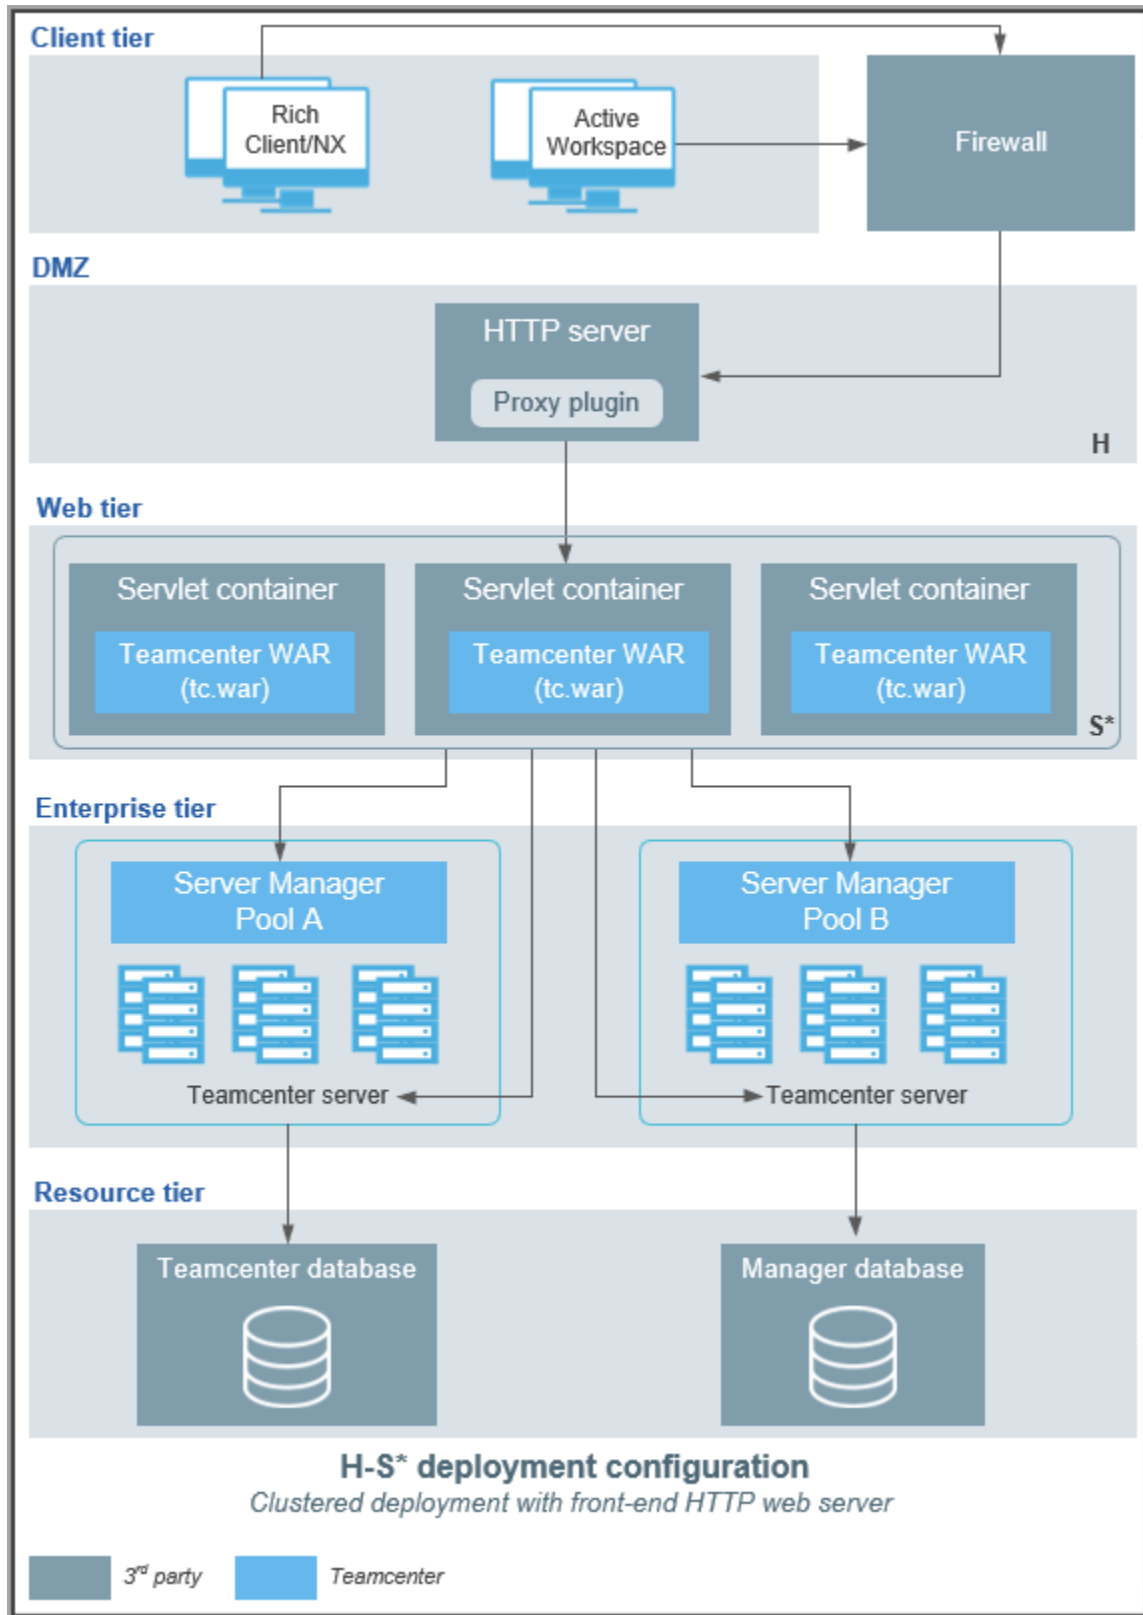 Client tier
Rich
Client/NX
Active
Workspace
Firewall
DMZ
HTTP server
Proxy plugin
H
Web tier
Servlet container
Teamcenter WAR
(tc.war)
Servlet container
Teamcenter WAR
(tc.war)
Servlet container
Teamcenter WAR
(tc.war)
S*
Enterprise tier
Server Manager
Pool A
Teamcenter server
Server Manager
Pool B
Teamcenter server
Resource tier
Teamcenter database
Manager database
H-S* deployment configuration
Clustered deployment with front-end HTTP web server
3rd party
Teamcenter